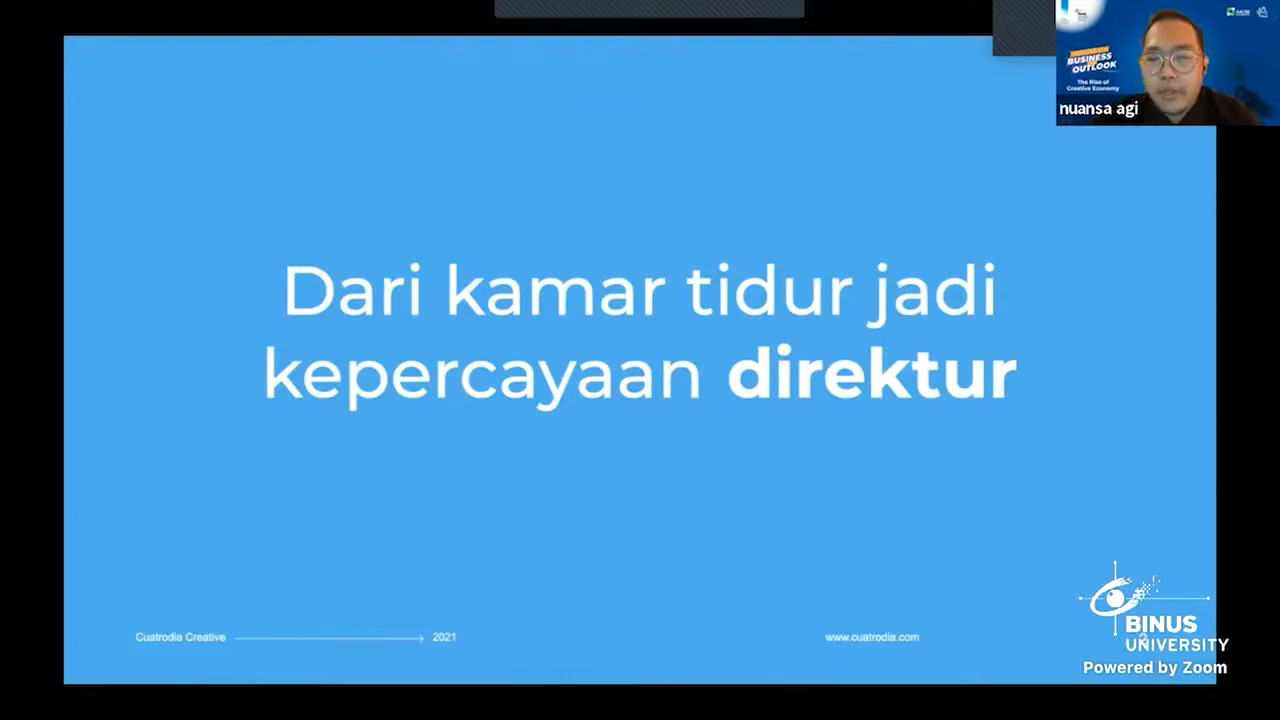 BUSINESS
OUTLOOK
The Rise of
Creative Economy
nuansa agi
Dari kamar tidur jadi
kepercayaan direktur
Cuatrodia Creative
2021
www.cuatrodia.com
BINUS
UNIVERSITY
Powered by Zoom